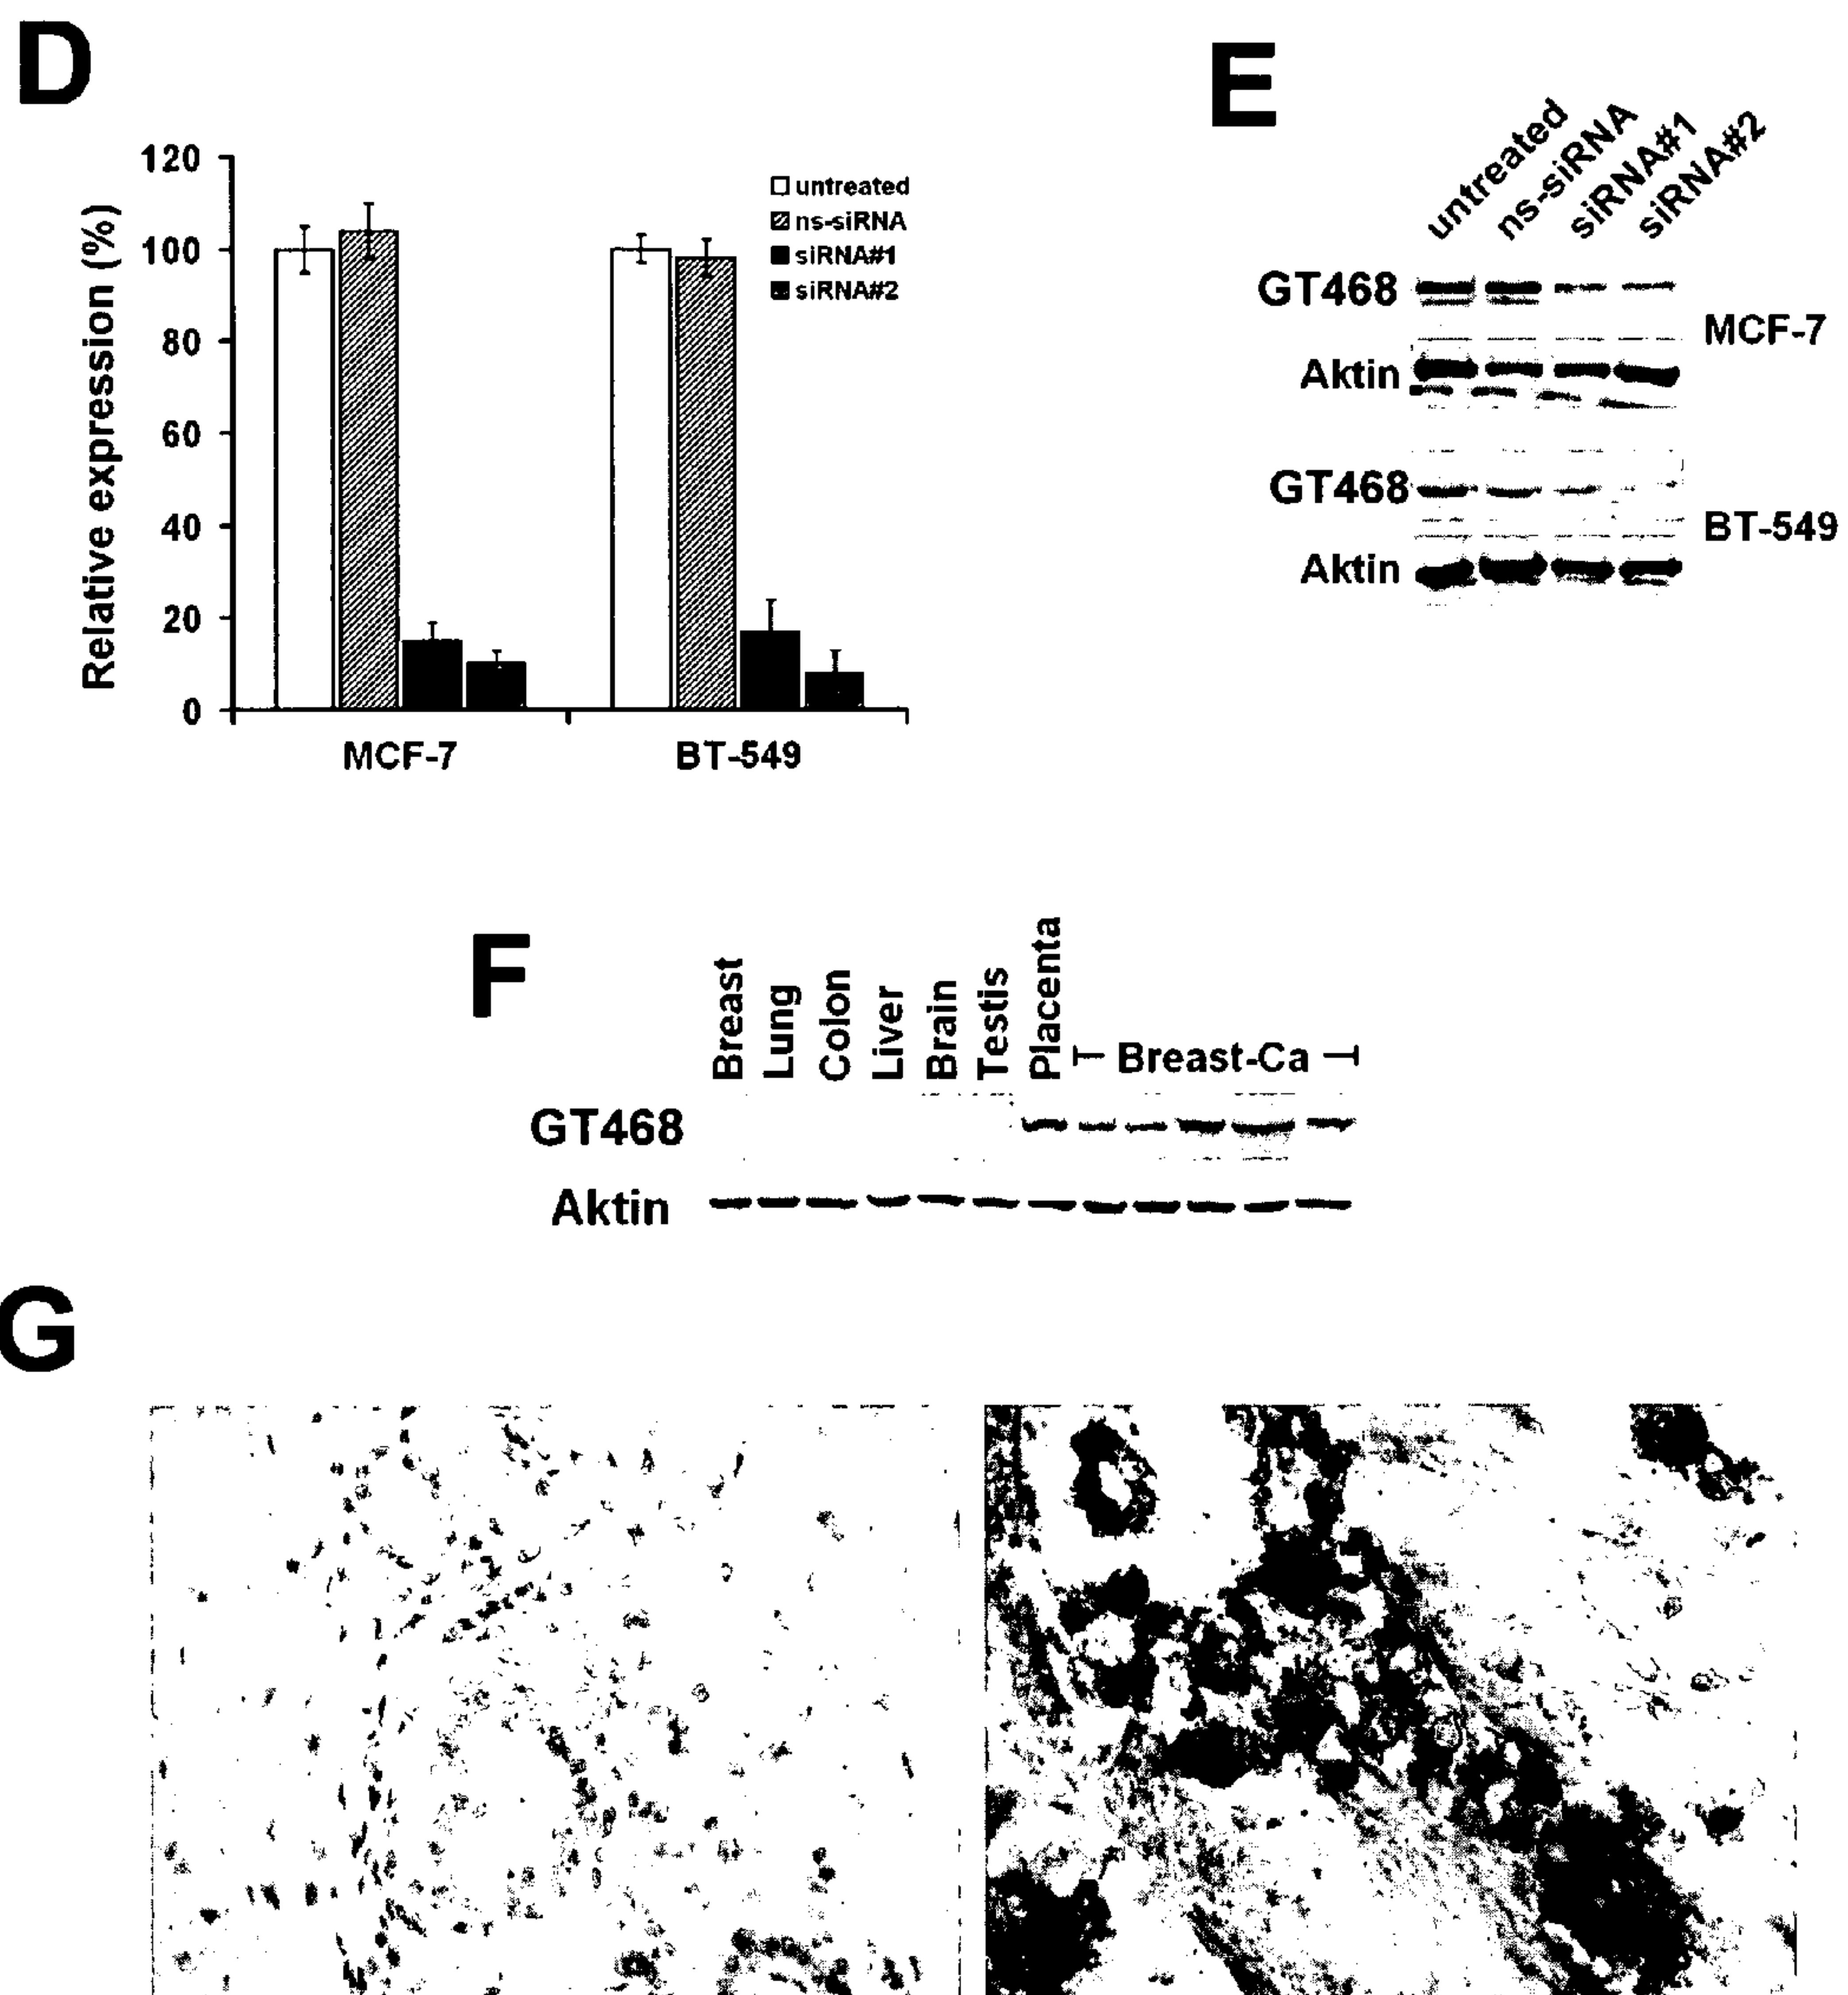 D
120
100
80
60
40
20
0
Relative expression (%)
untreated
ns-siRNA
siRNA#1
siRNA#2
MCF-7
BT-549
E
untreated
ns-siRNA
siRNA#1
siRNA#2
GT468
MCF-7
Aktin
GT468
BT-549
Aktin
F
Breast
Lung
Colon
Liver
Brain
Testis
Placenta
Breast-Ca
GT468
Aktin
G